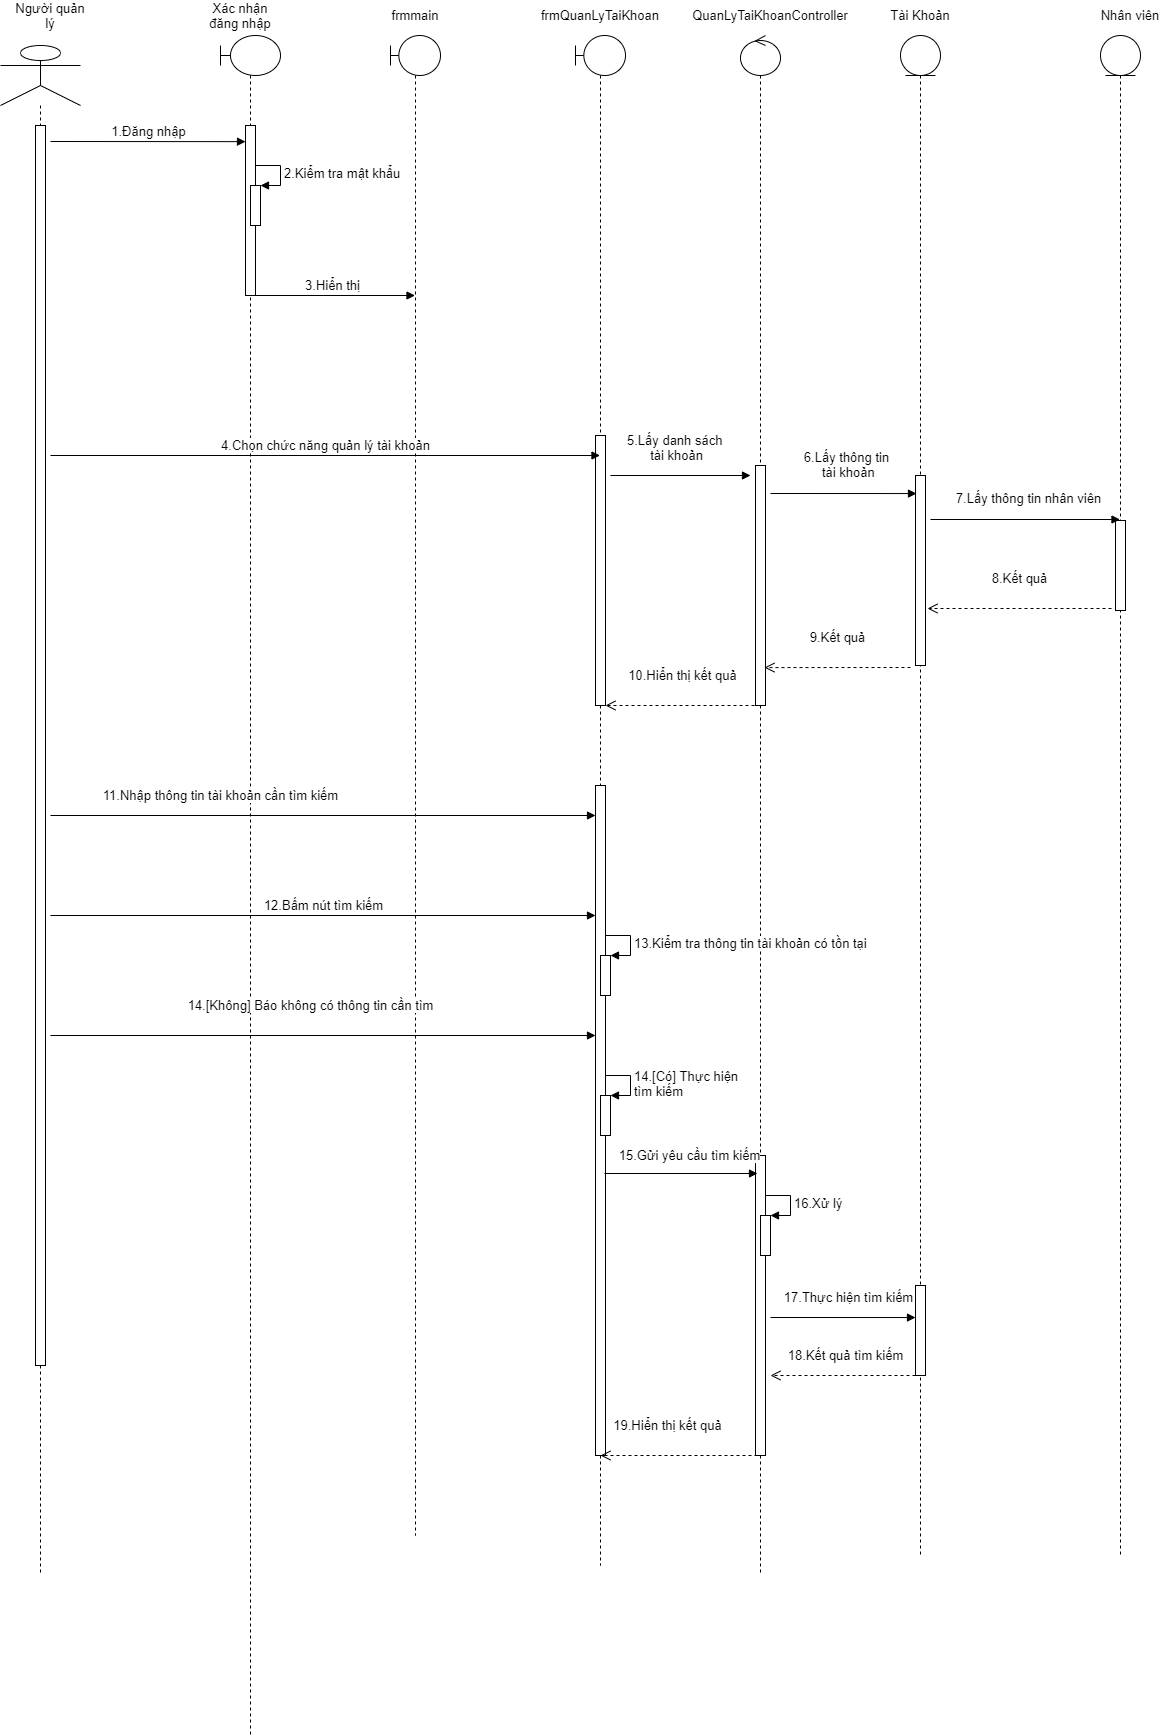 Người quản
lý
Xác nhận
đăng nhập
frmmain
frmQuanLyTaiKhoan
QuanLyTaiKhoanController
Tài Khoản
Nhân viên
1.Đăng nhập
2.Kiểm tra mật khẩu
3.Hiển thị
4.Chọn chức năng quản lý tài khoản
5.Lấy danh sách
tài khoản
6.Lấy thông tin
tài khoản
7.Lấy thông tin nhân viên
8.Kết quả
9.Kết quả
10.Hiển thị kết quả
11.Nhập thông tin tài khoản cần tìm kiếm
12.Bấm nút tìm kiếm
13.Kiểm tra thông tin tài khoản có tồn tại
14.[Không] Báo không có thông tin cần tìm
14.[Có] Thực hiện
tìm kiếm
15.Gửi yêu cầu tìm kiếm
16.Xử lý
17.Thực hiện tìm kiếm
18.Kết quả tìm kiếm
19.Hiển thị kết quả